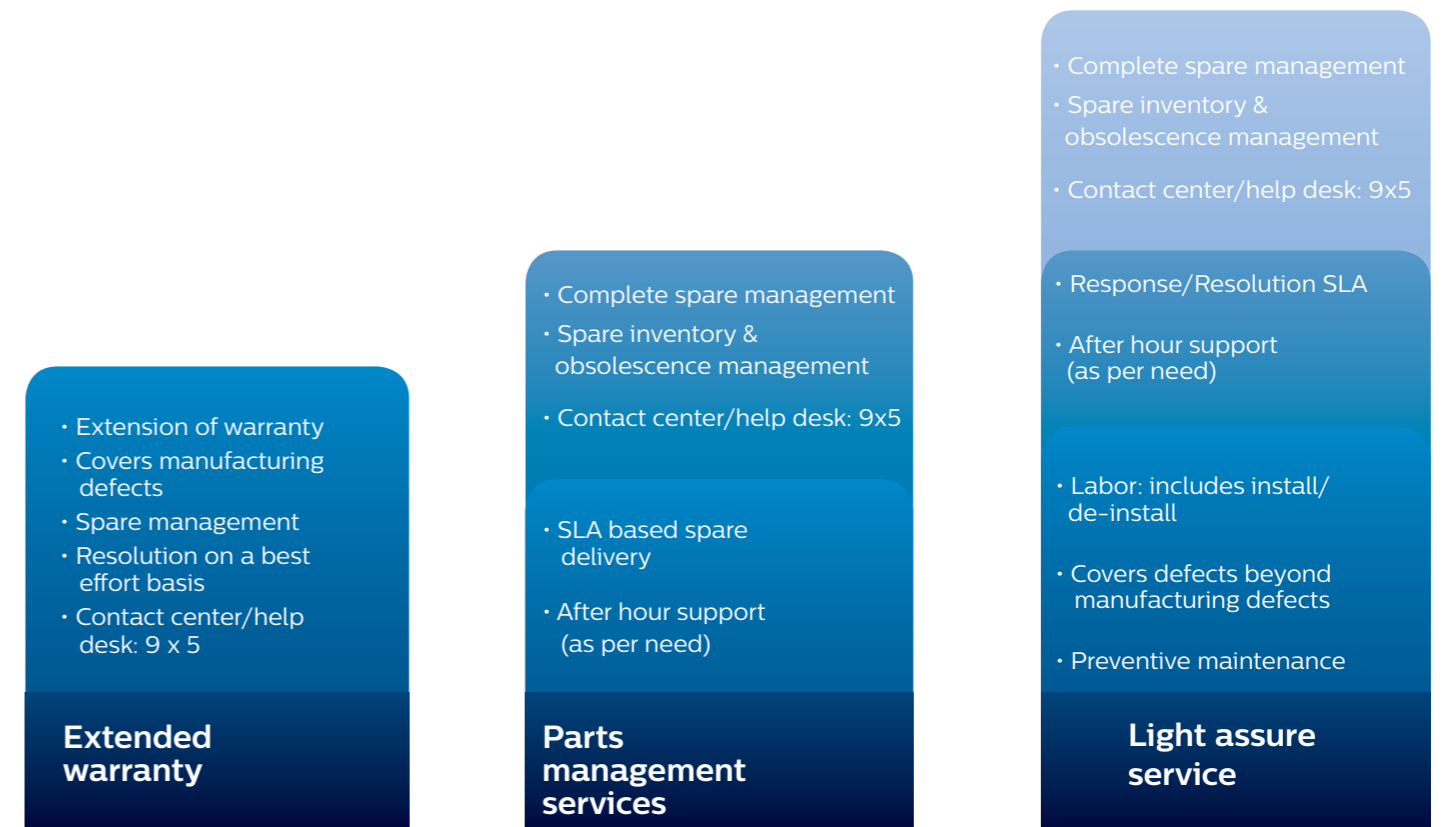 · Extension of warranty
· Covers manufacturing
defects
· Spare management
· Resolution on a best
effort basis
· Contact center/help
desk: 9 x 5
Extended
warranty
· Complete spare management
· Spare inventory &
obsolescence management
· Contact center/help desk: 9x5
· SLA based spare
delivery
· After hour support
(as per need)
Parts
management
services
· Complete spare management
· Spare inventory &
obsolescence management
· Contact center/help desk: 9x5
· Response/Resolution SLA
· After hour support
(as per need)
· Labor: includes install/
de-install
· Covers defects beyond
manufacturing defects
· Preventive maintenance
Light assure
service